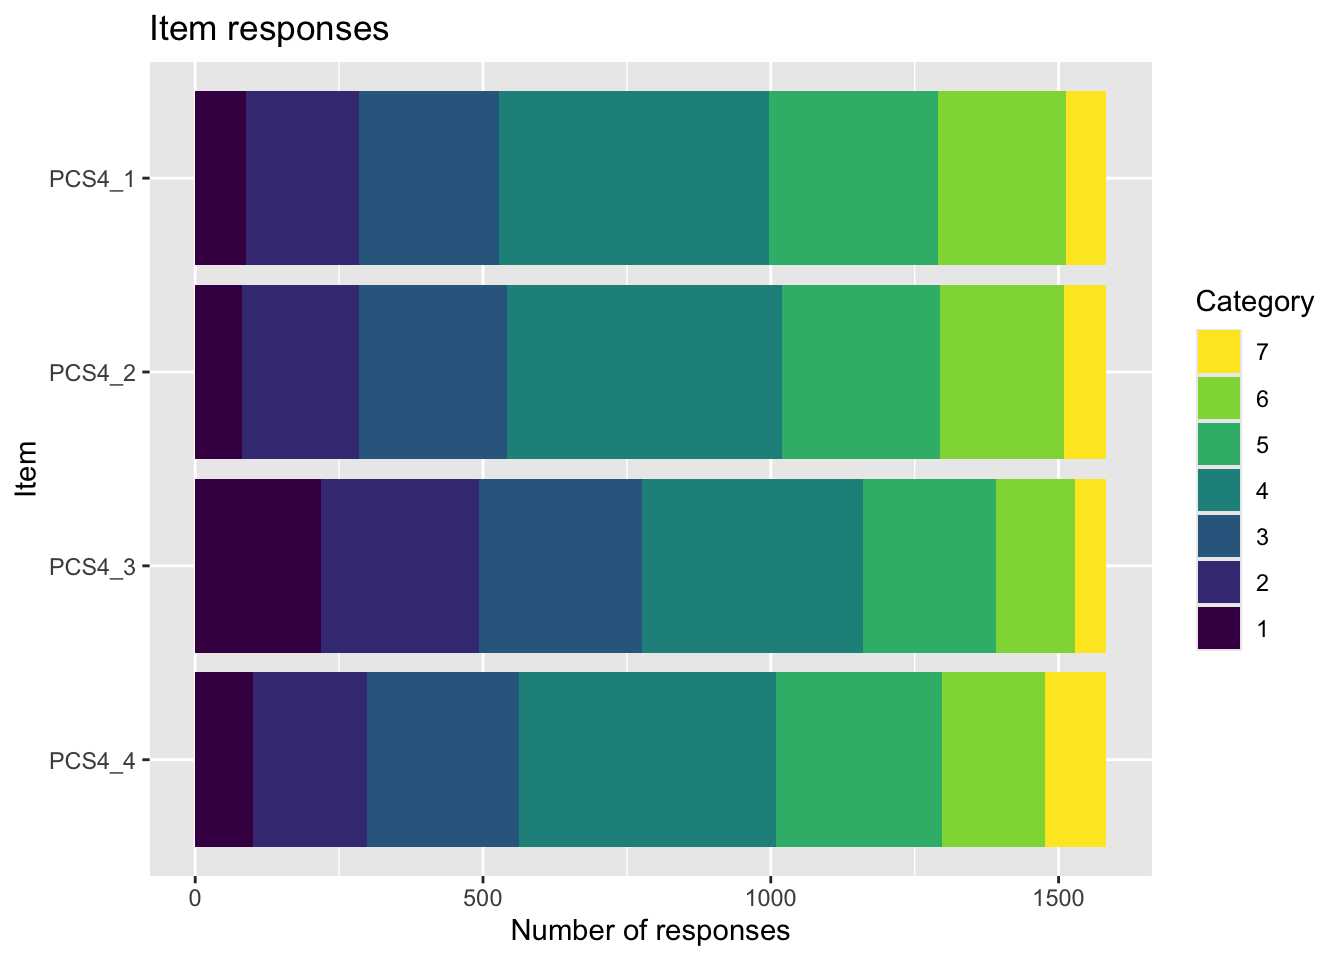 Item responses
PCS4_1
PCS4_2
PCS4_3
PCS4_4
Item
0 500 1000 1500
Number of responses
Category
7
6
5
4
3
2
1